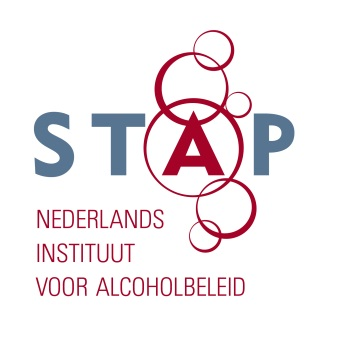 STAP
NEDERLANDS
INSTITUUT
VOOR ALCOHOLBELEID